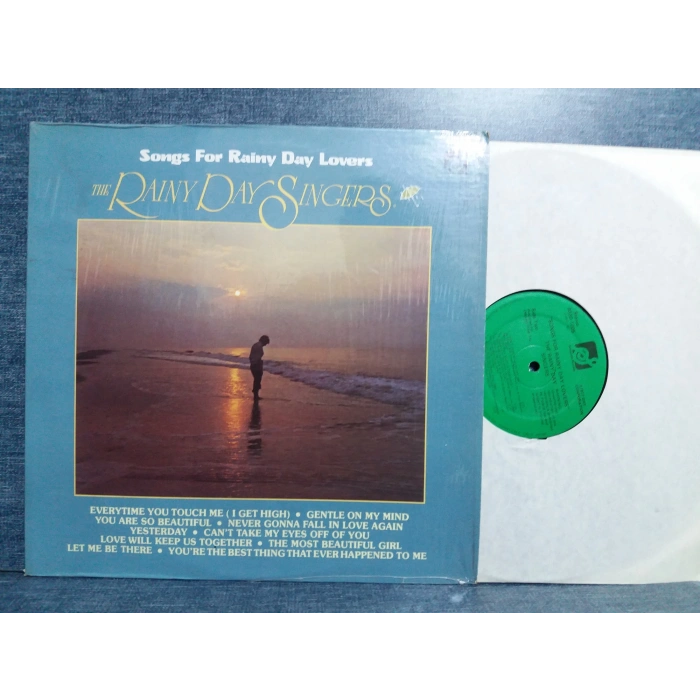 Songs For Rainy Day Lovers
THE RAINY DAY SINGERS
EVERYTIME YOU TOUCH ME ( I GET HIGH) • GENTLE ON MY MIND
YOU ARE SO BEAUTIFUL • NEVER GONNA FALL IN LOVE AGAIN
YESTERDAY • CAN'T TAKE MY EYES OFF OF YOU
LOVE WILL KEEP US TOGETHER • THE MOST BEAUTIFUL GIRL
LET ME BE THERE • YOU'RE THE BEST THING THAT EVER HAPPENED TO ME